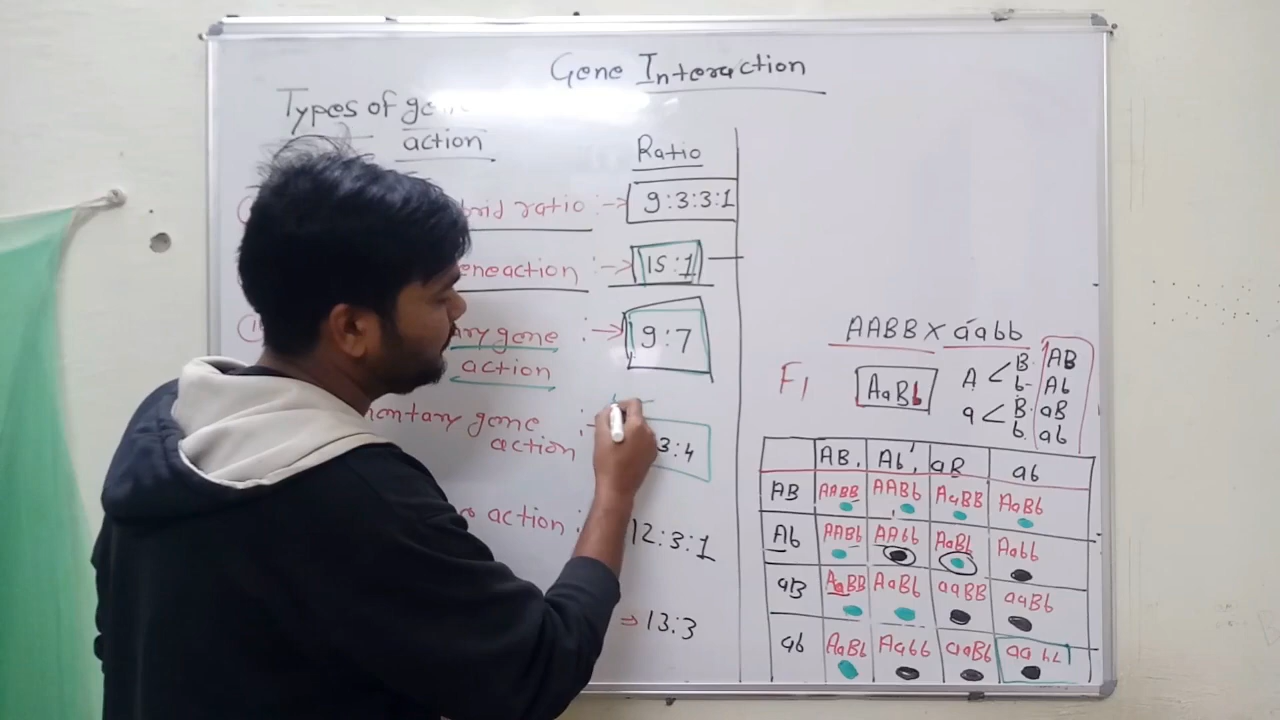 Gene Interaction
Types of ge
action
Ratio
brid ratio :-> 9:3:3:1
eneaction :-> 15:1
ary gene :-> 9:7
action
mentary gene :-
action 3:4
o action : 12:3:1
⇒ 13:3
AABB X aabb
F1 AaBb
A < B b
a < B b
AB
Ab
aB
ab
AB Ab aB ab
AB AABB AABb AaBB AaBb
Ab AABb AAbb AaBb Aabb
aB AaBB AaBb aaBB aaBb
ab AaBb Aabb aaBb aabb